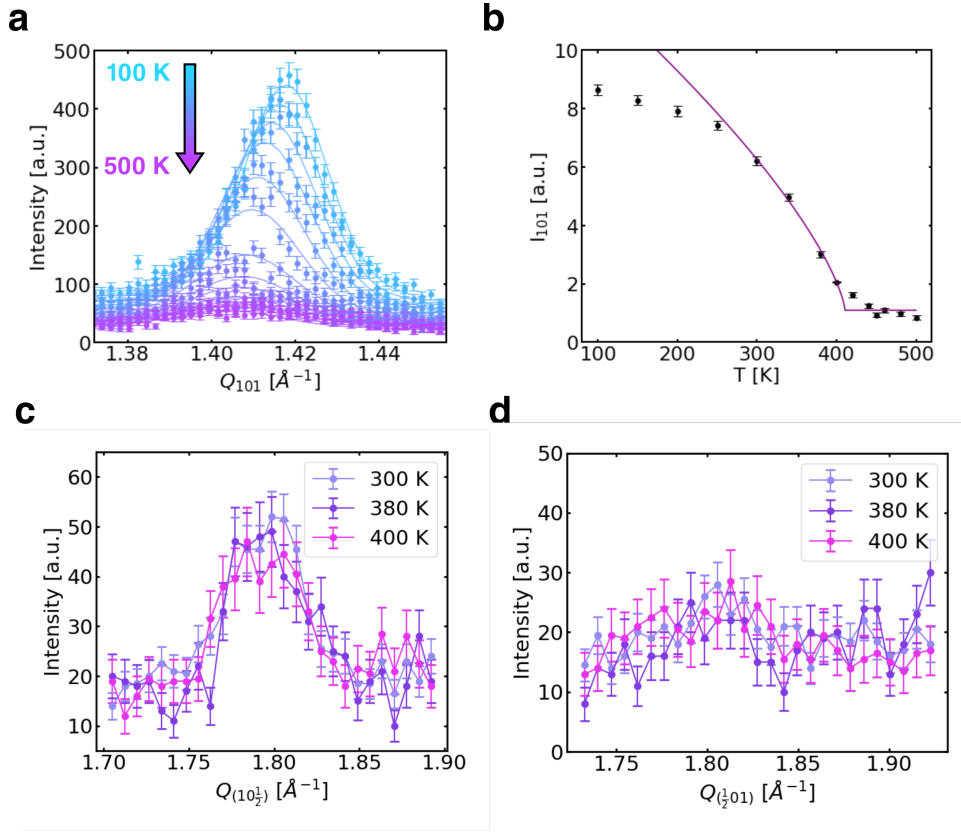 a
500
400
300
200
100
0
100 K
500 K
Intensity [a.u.]
1.38 1.40 1.42 1.44
Q101 [Å−1]
b
10
8
6
4
2
0
I101 [a.u.]
100 200 300 400 500
T [K]
c
60
50
40
30
20
10
Intensity [a.u.]
300 K
380 K
400 K
1.70 1.75 1.80 1.85 1.90
Q(10½) [Å−1]
d
50
40
30
20
10
0
Intensity [a.u.]
300 K
380 K
400 K
1.75 1.80 1.85 1.90
Q(½01) [Å−1]